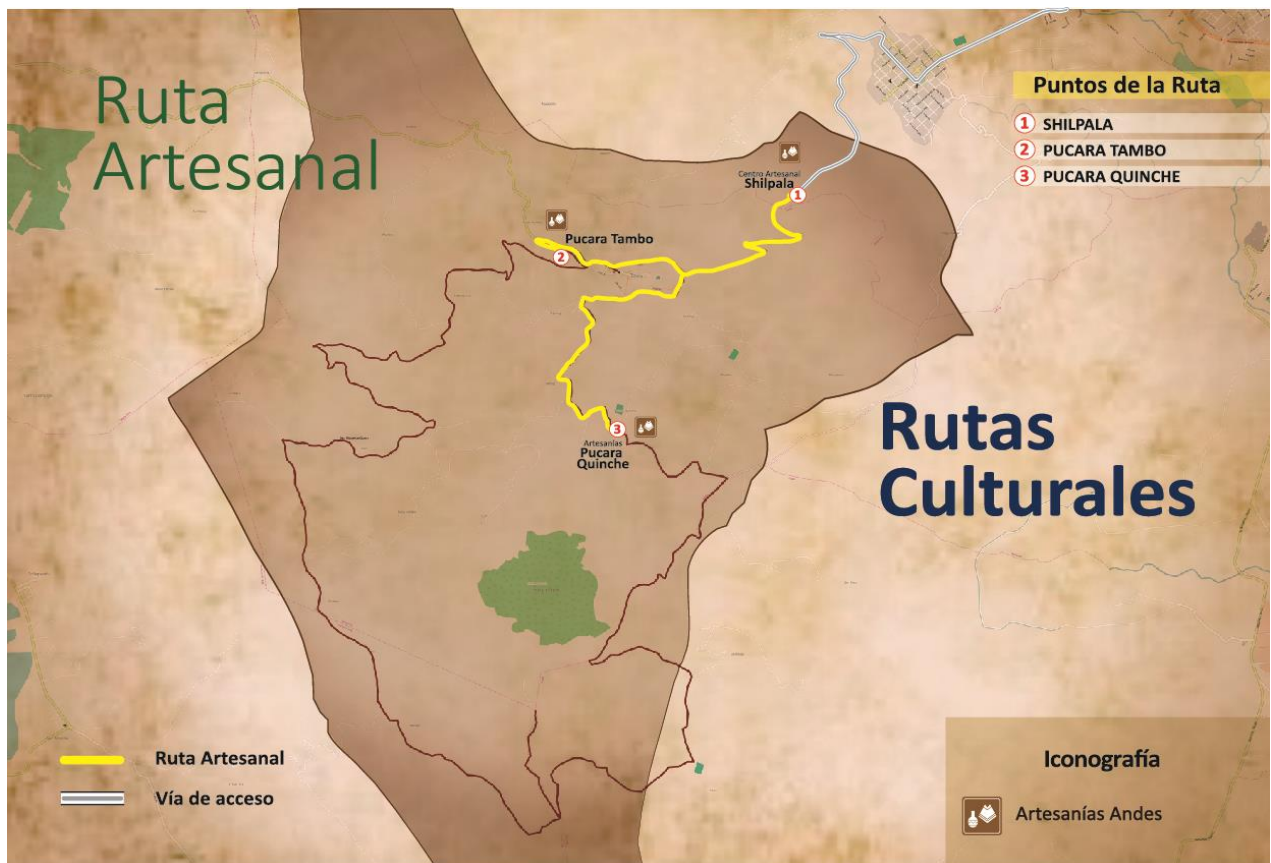 Ruta
Artesanal
Puntos de la Ruta
1 SHILPALA
2 PUCARA TAMBO
3 PUCARA QUINCHE
Centro Artesanal
Shilpala
1
Pucara Tambo
2
3
Artesanías
Pucara
Quinche
Rutas
Culturales
Ruta Artesanal
Vía de acceso
Iconografía
Artesanías Andes